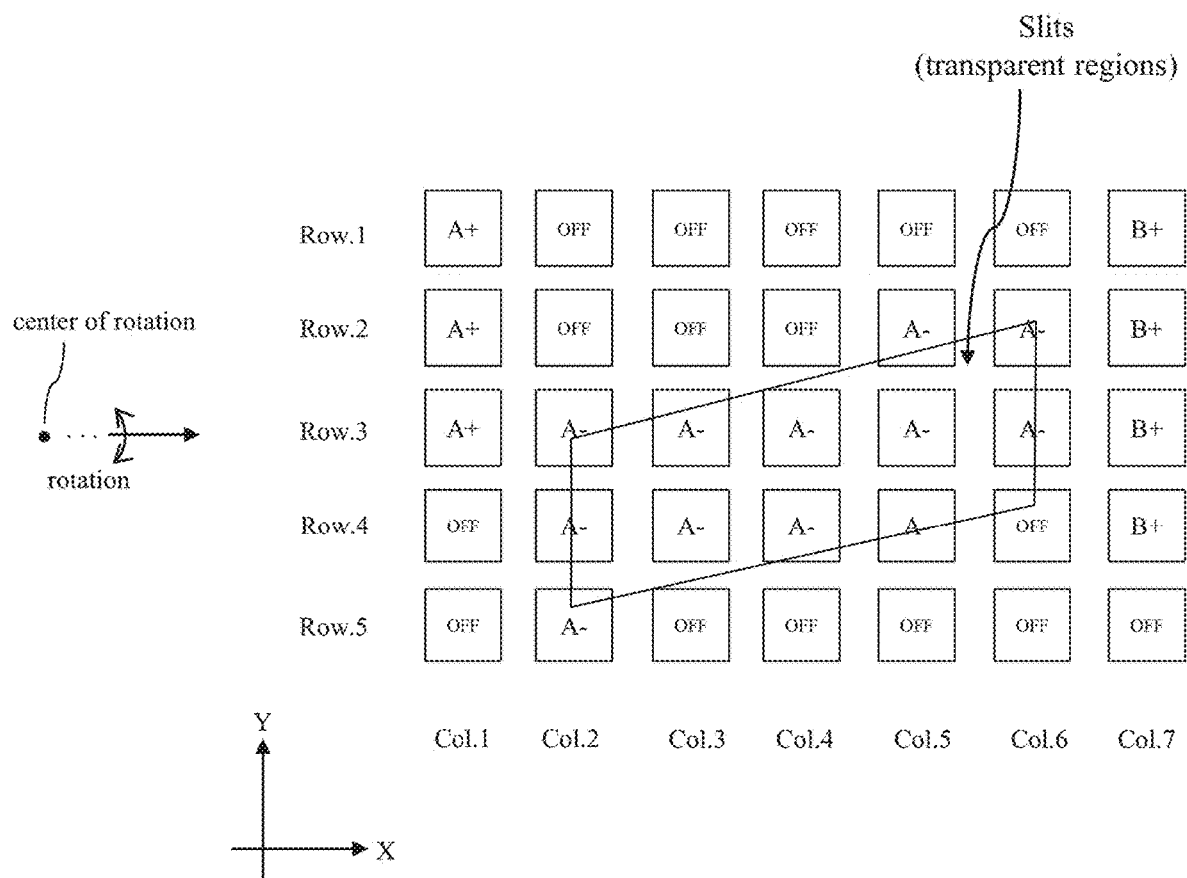 Slits
(transparent regions)
Row.1 A+ OFF OFF OFF OFF OFF B+
center of rotation
Row.2 A+ OFF OFF OFF A- A- B+
Row.3 A+ A- A- A- A- A- B+
rotation
Row.4 OFF A- A- A- A- OFF B+
Row.5 OFF A- OFF OFF OFF OFF OFF
Col.1 Col.2 Col.3 Col.4 Col.5 Col.6 Col.7
Y
X